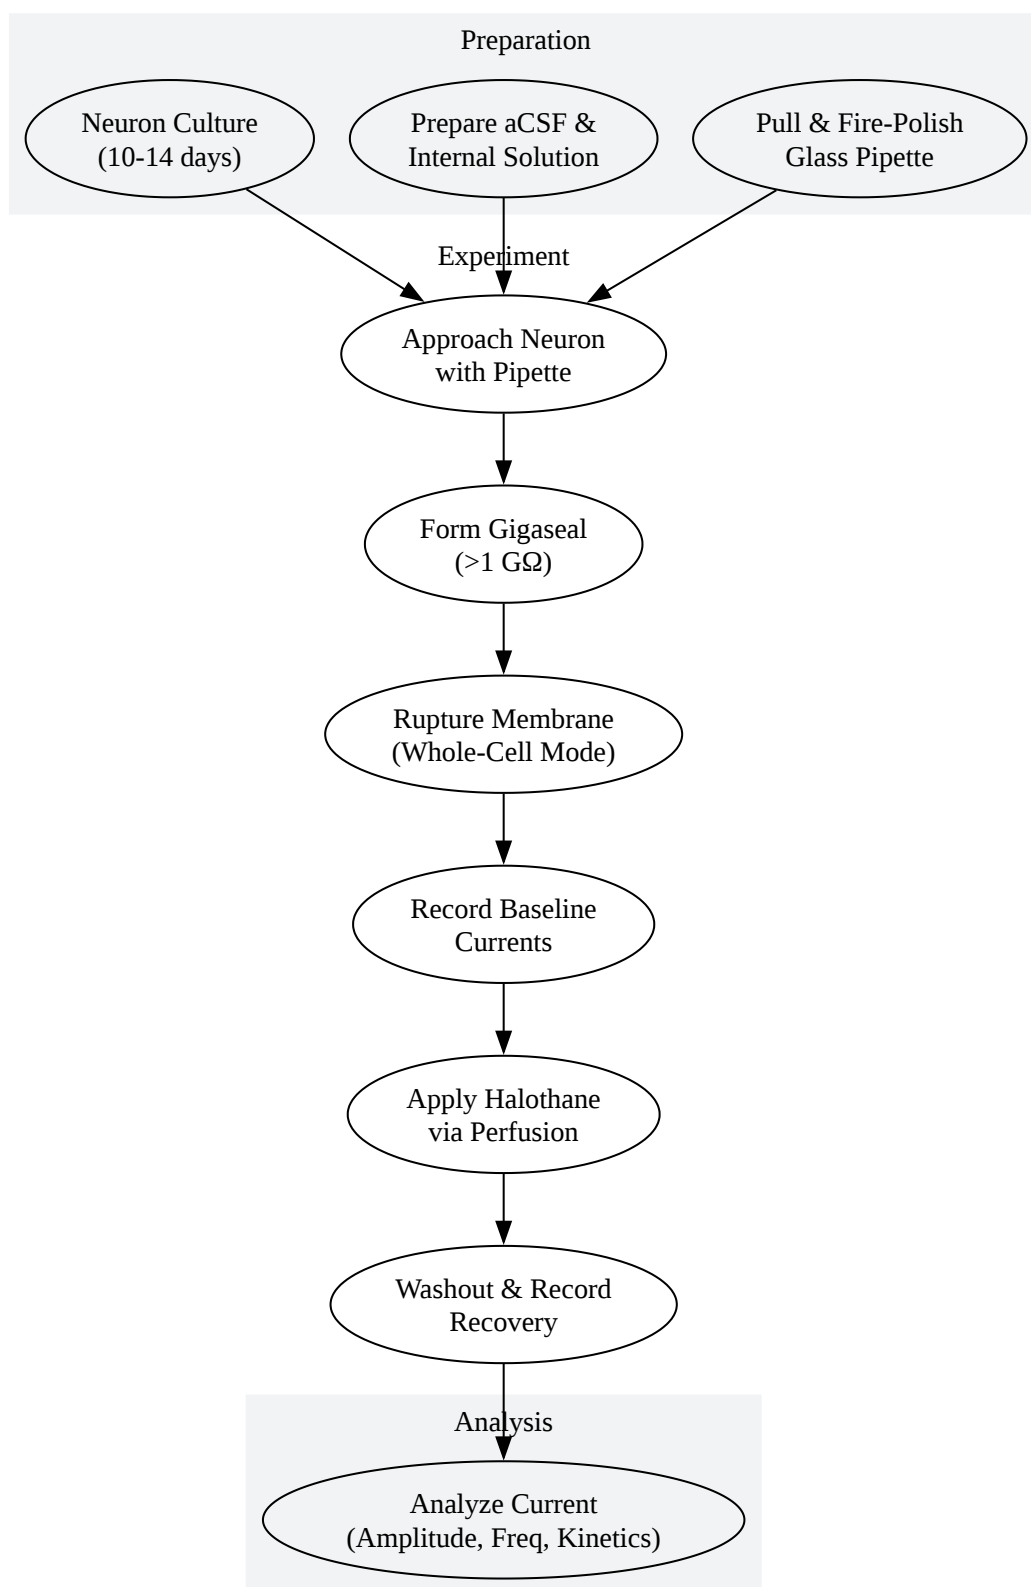 Preparation
Neuron Culture
(10-14 days)
Prepare aCSF &
Internal Solution
Pull & Fire-Polish
Glass Pipette
Experiment
Approach Neuron
with Pipette
Form Gigaseal
(>1 GΩ)
Rupture Membrane
(Whole-Cell Mode)
Record Baseline
Currents
Apply Halothane
via Perfusion
Washout & Record
Recovery
Analysis
Analyze Current
(Amplitude, Freq, Kinetics)